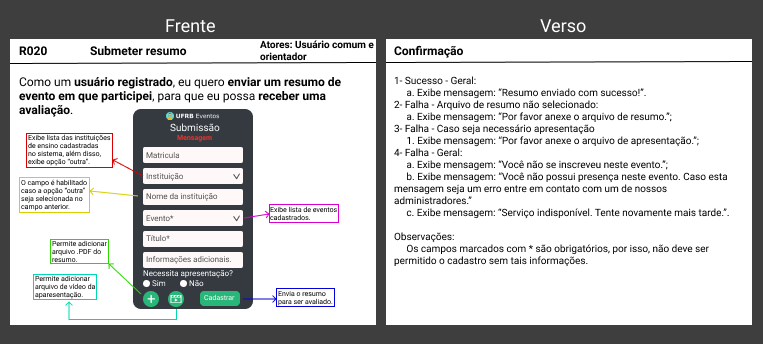 Frente
R020
Submeter resumo
Atores: Usuário comum e
orientador
Como um usuário registrado, eu quero enviar um resumo de
evento em que participei, para que eu possa receber uma
avaliação.
UFRB Eventos
Submissão
Mensagem
Exibe lista das instituições
de ensino cadastradas
no sistema, além disso,
exibe opção "outra".
Matricula
Instituição
O campo é habilitado
caso a opção "outra"
seja selecionada no
campo anterior.
Nome da instituição
Evento*
Exibe lista de eventos
cadastrados.
Título*
Permite adicionar
arquivo .PDF do
resumo.
Informações adicionais.
Necessita apresentação?
Sim
Não
Permite adicionar
arquivo de vídeo da
aparasentação.
Cadastrar
Envia o resumo
para ser avaliado.
Verso
Confirmação
1- Sucesso - Geral:
a. Exibe mensagem: “Resumo enviado com sucesso!”.
2- Falha - Arquivo de resumo não selecionado:
a. Exibe mensagem: “Por favor anexe o arquivo de resumo.”;
3- Falha - Caso seja necessário apresentação
1. Exibe mensagem: “Por favor anexe o arquivo de apresentação.”;
4- Falha - Geral:
a. Exibe mensagem: “Você não se inscreveu neste evento.”;
b. Exibe mensagem: “Você não possui presença neste evento. Caso esta
mensagem seja um erro entre em contato com um de nossos
administradores.”
c. Exibe mensagem: “Serviço indisponível. Tente novamente mais tarde.”.
Observações:
Os campos marcados com * são obrigatórios, por isso, não deve ser
permitido o cadastro sem tais informações.